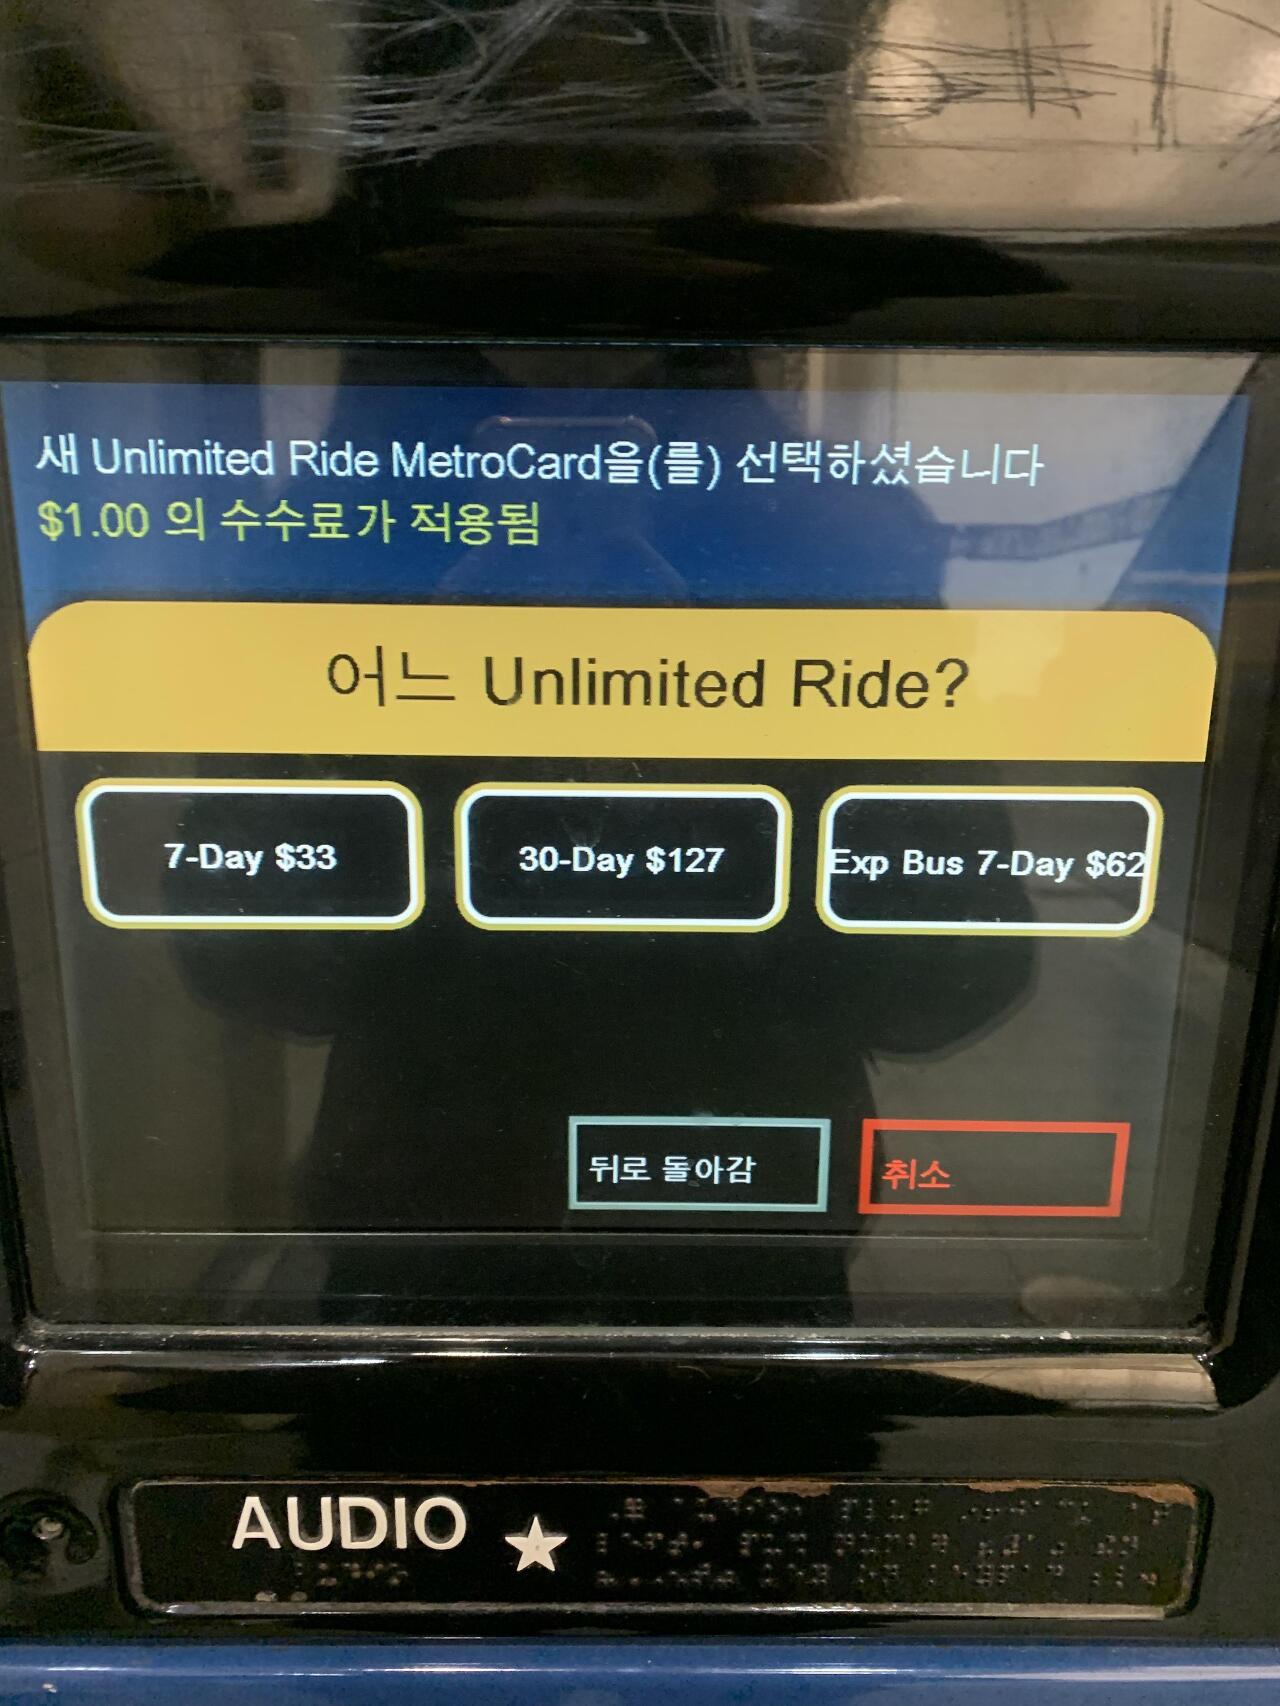 새 Unlimited Ride MetroCard을(를) 선택하셨습니다
$1.00 의 수수료가 적용됨
어느 Unlimited Ride?
7-Day $33
30-Day $127
Exp Bus 7-Day $62
뒤로 돌아감
취소
AUDIO ★